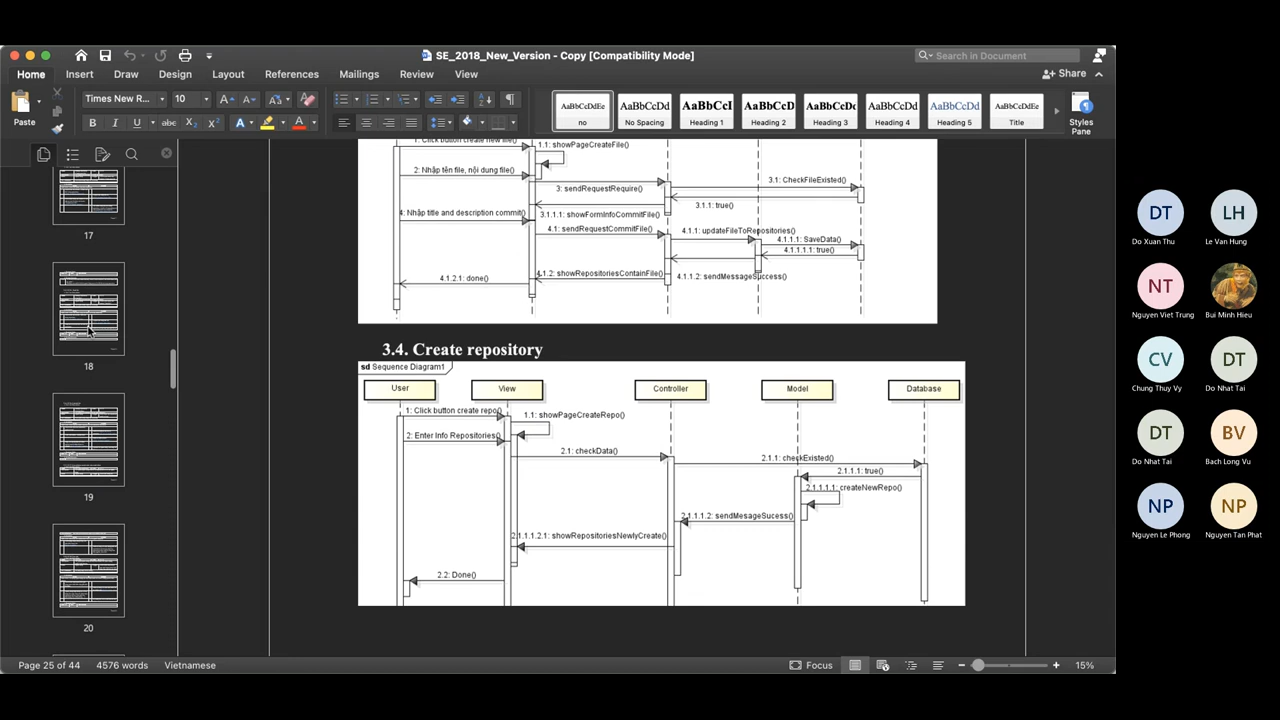 SE_2018_New_Version - Copy [Compatibility Mode]
Search in Document
Home Insert Draw Design Layout References Mailings Review View
Share
Paste
Times New R... 10
B I U abc X2 X2 A A
AaBbCcDdEe AaBbCcDd AaBbCcI AaBbCcD AaBbCcDc AaBbCcDd AaBbCcDd AaBbCcDdEe
no No Spacing Heading 1 Heading 2 Heading 3 Heading 4 Heading 5 Title
Styles Pane
17
18
19
20
1: Click button create new file()
1.1: showPageCreateFile()
2: Nhập tên file, nội dung file()
3: sendRequestRequire()
3.1: CheckFileExisted()
3.1.1: true()
3.1.1.1: showFormInfoCommitFile()
4: Nhập title and description commit()
4.1: sendRequestCommitFile()
4.1.1: updateFileToRepositories()
4.1.1.1: SaveData()
4.1.1.1.1: true()
4.1.2: showRepositoriesContainFile()
4.1.1.2: sendMessageSuccess()
4.1.2.1: done()
3.4. Create repository
sd Sequence Diagram1
User View Controller Model Database
1: Click button create repo()
1.1: showPageCreateRepo()
2: Enter Info Repositories()
2.1: checkData()
2.1.1: checkExisted()
2.1.1.1: true()
2.1.1.1.1: createNewRepo()
2.1.1.1.2: sendMesageSucess()
2.1.1.1.2.1: showRepositoriesNewlyCreate()
2.2: Done()
Page 25 of 44 4576 words Vietnamese
Focus
15%
DT LH
Do Xuan Thu Le Van Hung
NT
Nguyen Viet Trung Bui Minh Hieu
CV DT
Chung Thuy Vy Do Nhat Tai
DT BV
Do Nhat Tai Bach Long Vu
NP NP
Nguyen Le Phong Nguyen Tan Phat